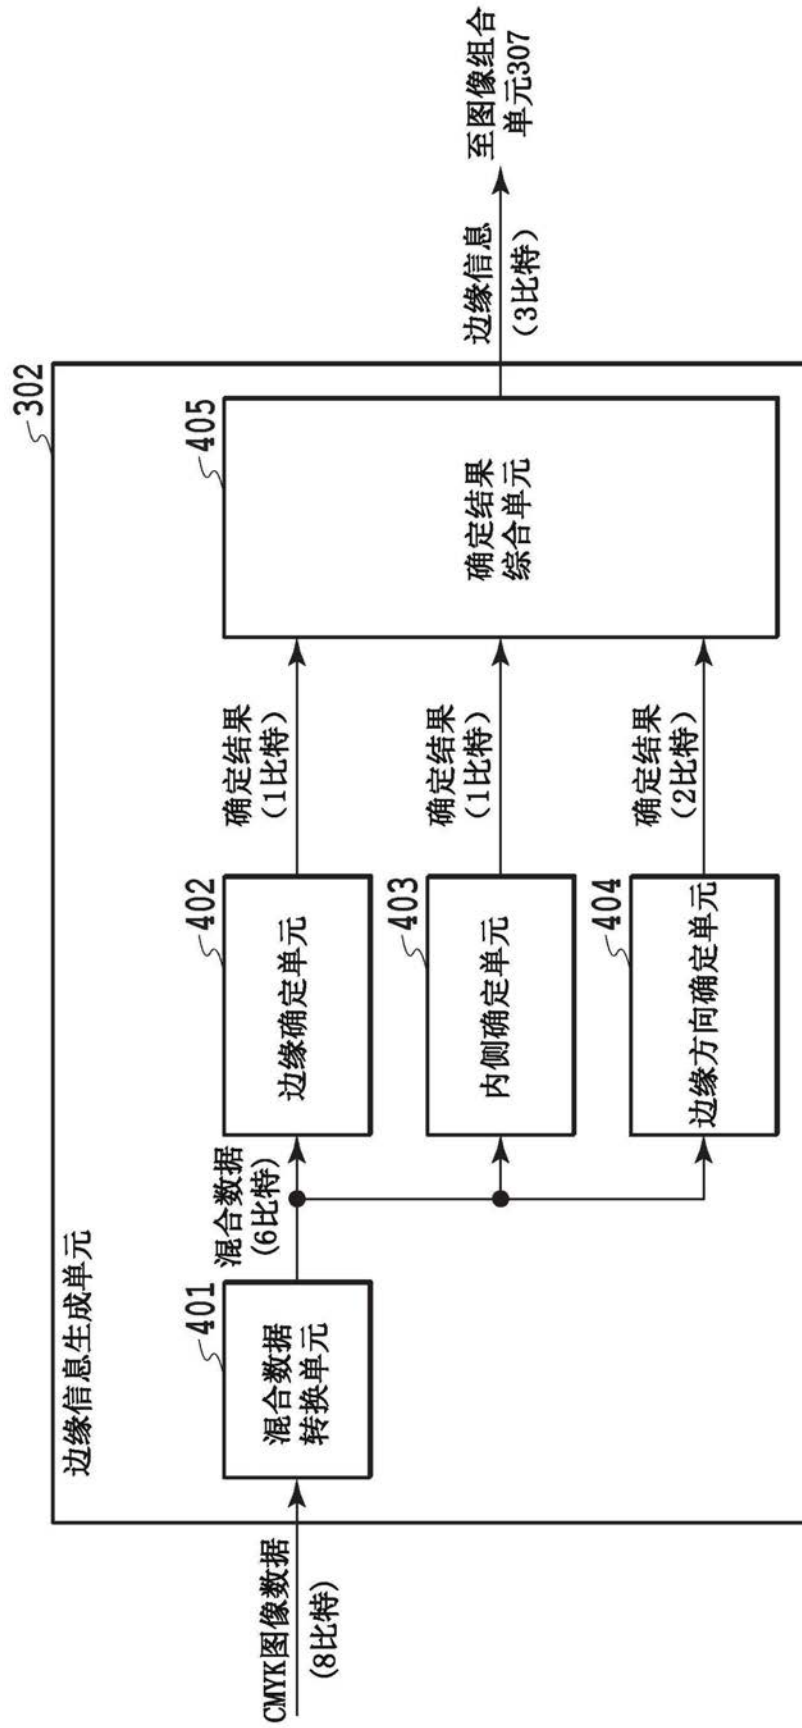 302
边缘信息生成单元
CMYK图像数据
(8比特)
401
混合数据
转换单元
混合数据
(6比特)
402
边缘确定单元
403
内侧确定单元
404
边缘方向确定单元
确定结果
（1比特）
确定结果
（1比特）
确定结果
（2比特）
405
确定结果
综合单元
边缘信息
（3比特）
至图像组合
单元307